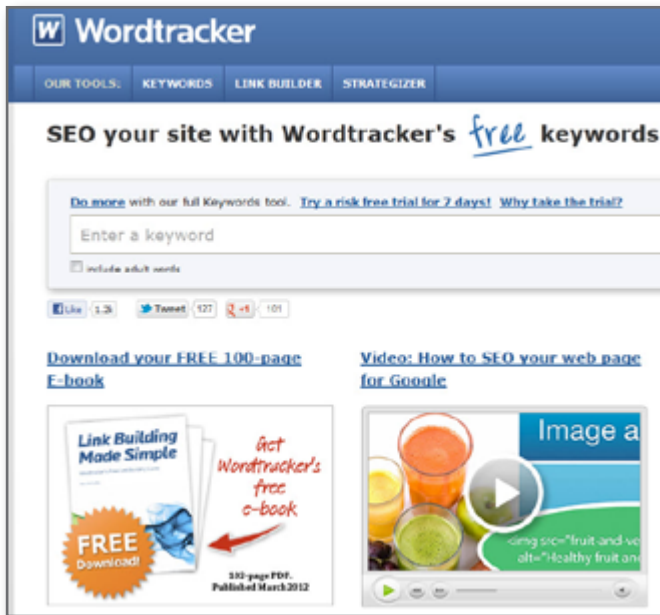 W Wordtracker
OUR TOOLS: KEYWORDS LINK BUILDER STRATEGIZER
SEO your site with Wordtracker's free keywords
Do more with our full Keywords tool. Try a risk free trial for 7 days! Why take the trial?
Enter a keyword
include adult words
Like 1.2k Tweet 127 +1 101
Download your FREE 100-page
E-book
Link Building
Made Simple
Get
Wordtracker's
free
e-book
FREE
Download!
100-page PDF.
Published March 2012
Video: How to SEO your web page
for Google
Image a
<img src="fruit-and-ve
alt="Healthy fruit and